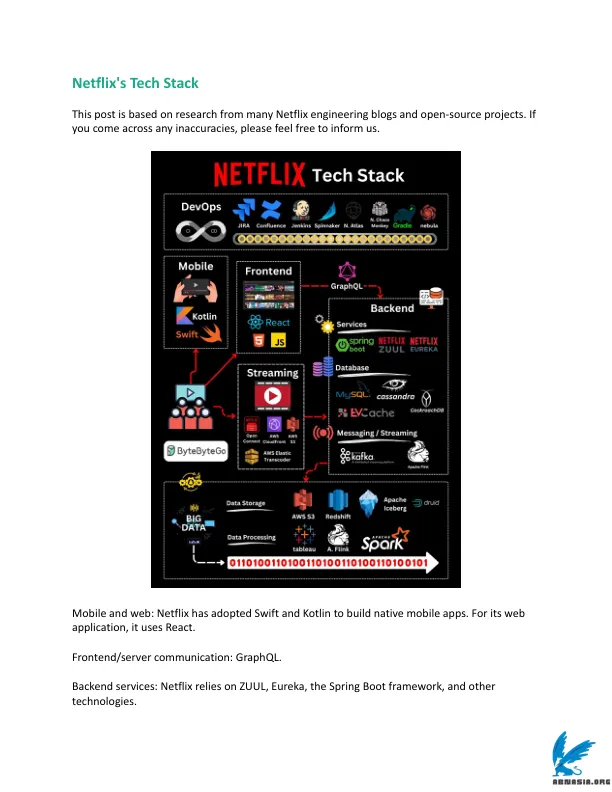 Netflix's Tech Stack
This post is based on research from many Netflix engineering blogs and open-source projects. If
you come across any inaccuracies, please feel free to inform us.
NETFLIX Tech Stack
DevOps
CI CD
JIRA Confluence Jenkins Spinnaker N. Atlas N. Chaos Monkey Gradle nebula
Mobile
Kotlin
Swift
Frontend
React
HTML 5 JS
GraphQL
Backend
Services
spring boot NETFLIX ZUUL NETFLIX EUREKA
Database
MySQL cassandra
EVCache CockroachDB
Messaging / Streaming
kafka Apache Flink
Streaming
Open Connect AWS CloudFront AWS S3
AWS Elastic Transcoder
ByteByteGo
BIG DATA
Data Storage
AWS S3 Redshift Apache Iceberg druid
Data Processing
tableau A. Flink APACHE Spark
0110100110100110100110100110100101
Mobile and web: Netflix has adopted Swift and Kotlin to build native mobile apps. For its web
application, it uses React.
Frontend/server communication: GraphQL.
Backend services: Netflix relies on ZUUL, Eureka, the Spring Boot framework, and other
technologies.
ABNASIA.ORG